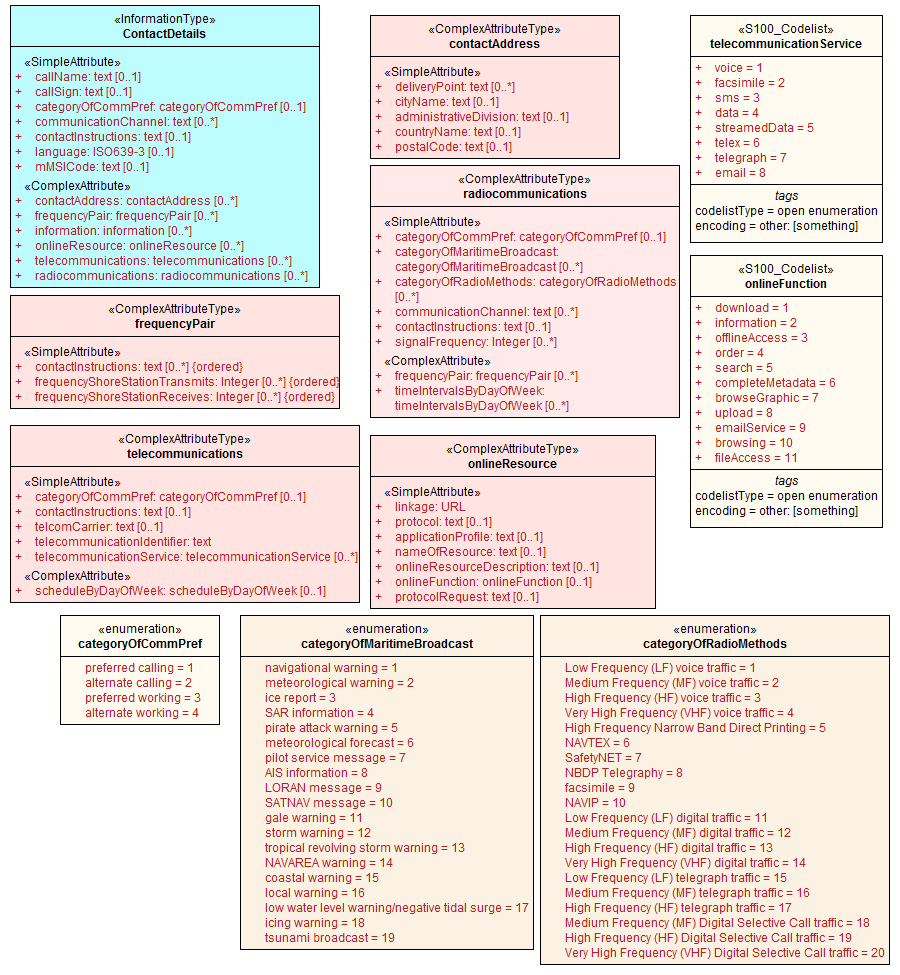 «InformationType»
ContactDetails
«SimpleAttribute»
+ callName: text [0..1]
+ callSign: text [0..1]
+ categoryOfCommPref: categoryOfCommPref [0..1]
+ communicationChannel: text [0..*]
+ contactInstructions: text [0..1]
+ language: ISO639-3 [0..1]
+ mMSICode: text [0..1]
«ComplexAttribute»
+ contactAddress: contactAddress [0..*]
+ frequencyPair: frequencyPair [0..*]
+ information: information [0..*]
+ onlineResource: onlineResource [0..*]
+ telecommunications: telecommunications [0..*]
+ radiocommunications: radiocommunications [0..*]
«ComplexAttributeType»
contactAddress
«SimpleAttribute»
+ deliveryPoint: text [0..*]
+ cityName: text [0..1]
+ administrativeDivision: text [0..1]
+ countryName: text [0..1]
+ postalCode: text [0..1]
«S100_Codelist»
telecommunicationService
+ voice = 1
+ facsimile = 2
+ sms = 3
+ data = 4
+ streamedData = 5
+ telex = 6
+ telegraph = 7
+ email = 8
tags
codelistType = open enumeration
encoding = other: [something]
«ComplexAttributeType»
radiocommunications
«SimpleAttribute»
+ categoryOfCommPref: categoryOfCommPref [0..1]
+ categoryOfMaritimeBroadcast:
categoryOfMaritimeBroadcast [0..*]
+ categoryOfRadioMethods: categoryOfRadioMethods
[0..*]
+ communicationChannel: text [0..*]
+ contactInstructions: text [0..1]
+ signalFrequency: Integer [0..*]
«ComplexAttribute»
+ frequencyPair: frequencyPair [0..*]
+ timeIntervalsByDayOfWeek:
timeIntervalsByDayOfWeek [0..*]
«S100_Codelist»
onlineFunction
+ download = 1
+ information = 2
+ offlineAccess = 3
+ order = 4
+ search = 5
+ completeMetadata = 6
+ browseGraphic = 7
+ upload = 8
+ emailService = 9
+ browsing = 10
+ fileAccess = 11
tags
codelistType = open enumeration
encoding = other: [something]
«ComplexAttributeType»
frequencyPair
«SimpleAttribute»
+ contactInstructions: text [0..*] {ordered}
+ frequencyShoreStationTransmits: Integer [0..*] {ordered}
+ frequencyShoreStationReceives: Integer [0..*] {ordered}
«ComplexAttributeType»
telecommunications
«SimpleAttribute»
+ categoryOfCommPref: categoryOfCommPref [0..1]
+ contactInstructions: text [0..1]
+ telcomCarrier: text [0..1]
+ telecommunicationIdentifier: text
+ telecommunicationService: telecommunicationService [0..*]
«ComplexAttribute»
+ scheduleByDayOfWeek: scheduleByDayOfWeek [0..1]
«ComplexAttributeType»
onlineResource
«SimpleAttribute»
+ linkage: URL
+ protocol: text [0..1]
+ applicationProfile: text [0..1]
+ nameOfResource: text [0..1]
+ onlineResourceDescription: text [0..1]
+ onlineFunction: onlineFunction [0..1]
+ protocolRequest: text [0..1]
«enumeration»
categoryOfCommPref
preferred calling = 1
alternate calling = 2
preferred working = 3
alternate working = 4
«enumeration»
categoryOfMaritimeBroadcast
navigational warning = 1
meteorological warning = 2
ice report = 3
SAR information = 4
pirate attack warning = 5
meteorological forecast = 6
pilot service message = 7
AIS information = 8
LORAN message = 9
SATNAV message = 10
gale warning = 11
storm warning = 12
tropical revolving storm warning = 13
NAVAREA warning = 14
coastal warning = 15
local warning = 16
low water level warning/negative tidal surge = 17
icing warning = 18
tsunami broadcast = 19
«enumeration»
categoryOfRadioMethods
Low Frequency (LF) voice traffic = 1
Medium Frequency (MF) voice traffic = 2
High Frequency (HF) voice traffic = 3
Very High Frequency (VHF) voice traffic = 4
High Frequency Narrow Band Direct Printing = 5
NAVTEX = 6
SafetyNET = 7
NBDP Telegraphy = 8
facsimile = 9
NAVIP = 10
Low Frequency (LF) digital traffic = 11
Medium Frequency (MF) digital traffic = 12
High Frequency (HF) digital traffic = 13
Very High Frequency (VHF) digital traffic = 14
Low Frequency (LF) telegraph traffic = 15
Medium Frequency (MF) telegraph traffic = 16
High Frequency (HF) telegraph traffic = 17
Medium Frequency (MF) Digital Selective Call traffic = 18
High Frequency (HF) Digital Selective Call traffic = 19
Very High Frequency (VHF) Digital Selective Call traffic = 20